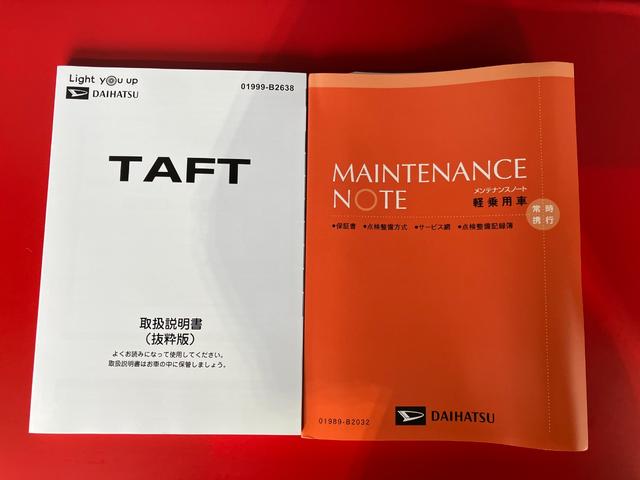 Light you up
DAIHATSU
01999-B2638
TAFT
取扱説明書
(抜粋版)
よくお読みになって使用してください。
取扱説明書はお車の中に保管しましょう。
MAINTENANCE
NOTE
メンテナンスノート
軽乗用車
常時
携行
●保証書 ●点検整備方式 ●サービス網 ●点検整備記録簿
01989-B2032
DAIHATSU